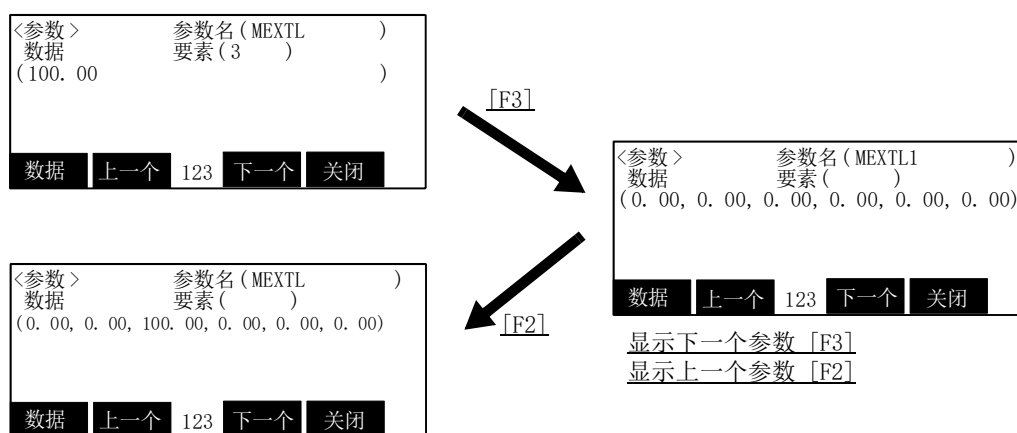 <参数>　参数名(MEXTL　)
数据　要素(3　)
(100.00　)
数据　上一个　123　下一个　关闭
[F3]
<参数>　参数名(MEXTL1　)
数据　要素(　)
(0.00, 0.00, 0.00, 0.00, 0.00, 0.00)
数据　上一个　123　下一个　关闭
显示下一个参数 [F3]
显示上一个参数 [F2]
[F2]
<参数>　参数名(MEXTL　)
数据　要素(　)
(0.00, 0.00, 100.00, 0.00, 0.00, 0.00)
数据　上一个　123　下一个　关闭